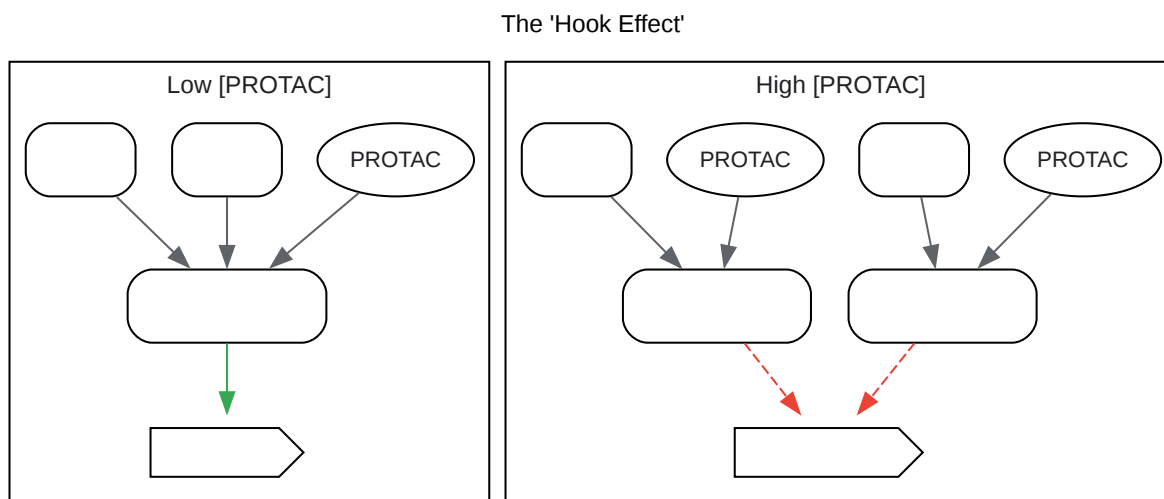 The 'Hook Effect'
Low [PROTAC]
High [PROTAC]
PROTAC
PROTAC
PROTAC